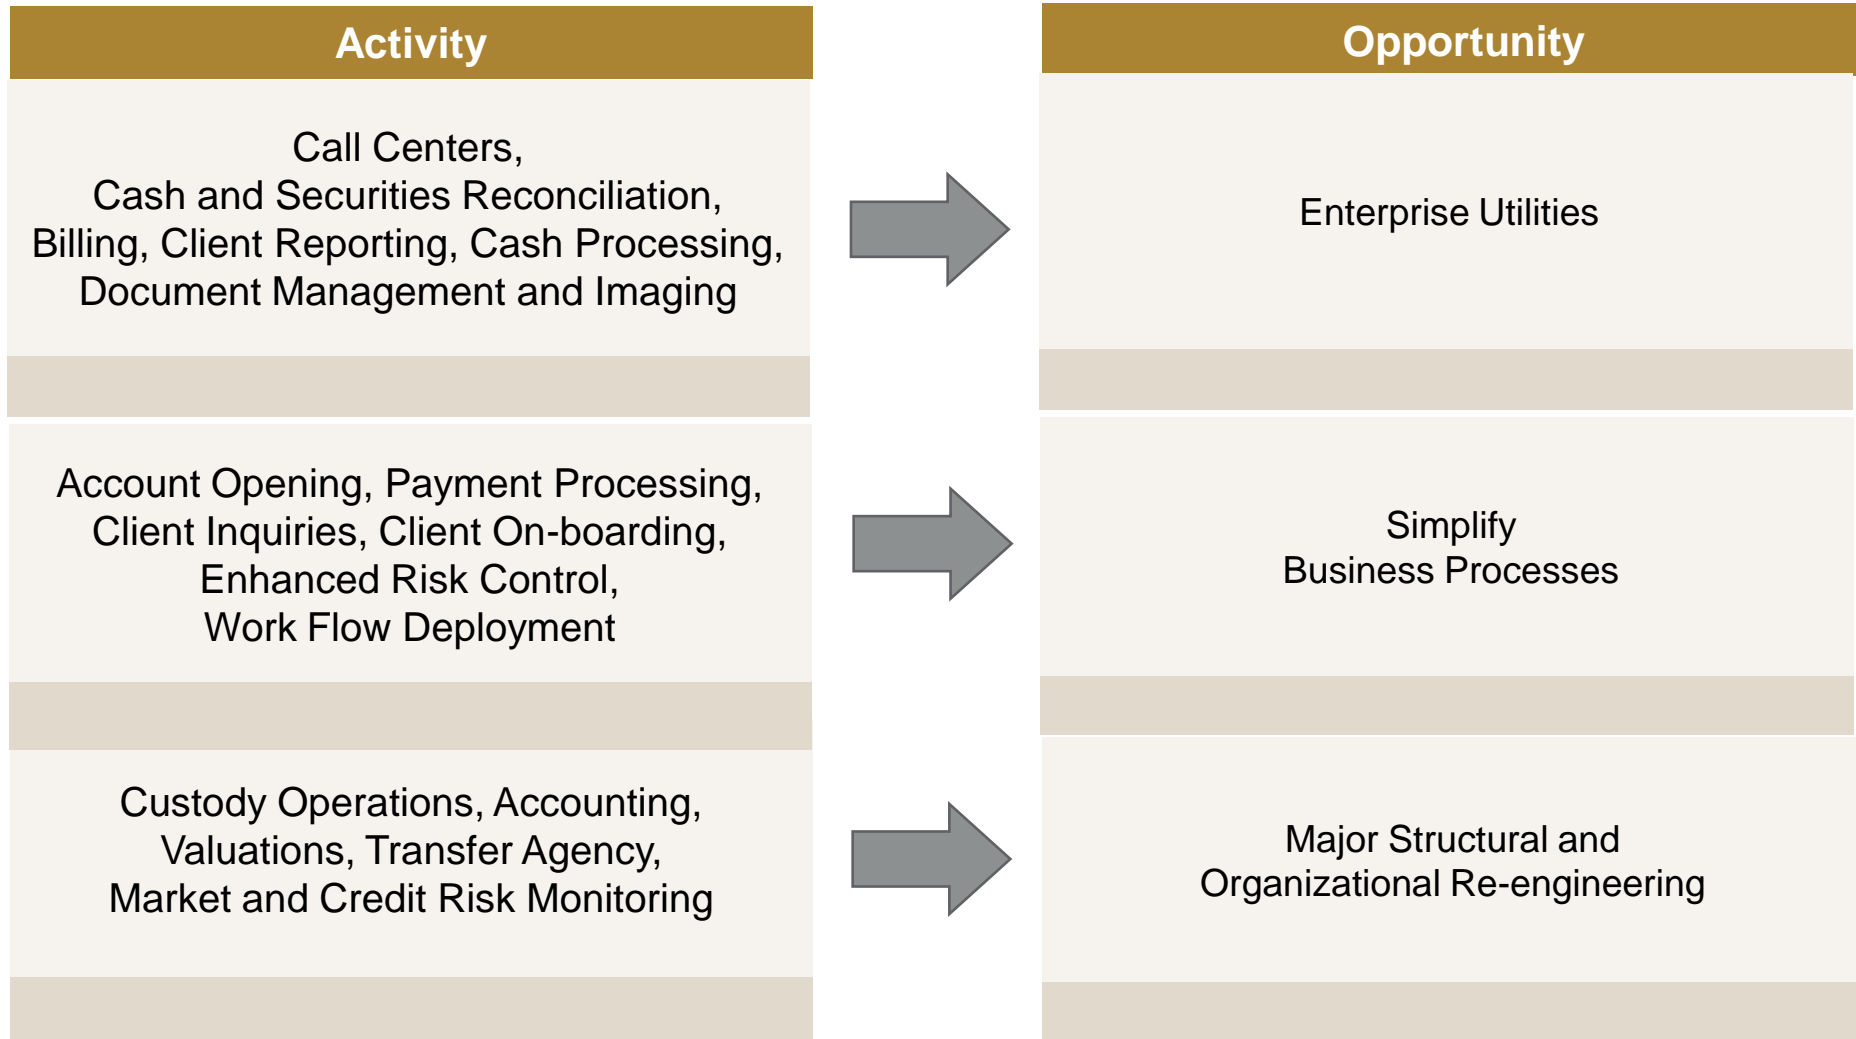 Activity
Opportunity
Call Centers,
Cash and Securities Reconciliation,
Billing, Client Reporting, Cash Processing,
Document Management and Imaging
Enterprise Utilities
Account Opening, Payment Processing,
Client Inquiries, Client On-boarding,
Enhanced Risk Control,
Work Flow Deployment
Simplify
Business Processes
Custody Operations, Accounting,
Valuations, Transfer Agency,
Market and Credit Risk Monitoring
Major Structural and
Organizational Re-engineering